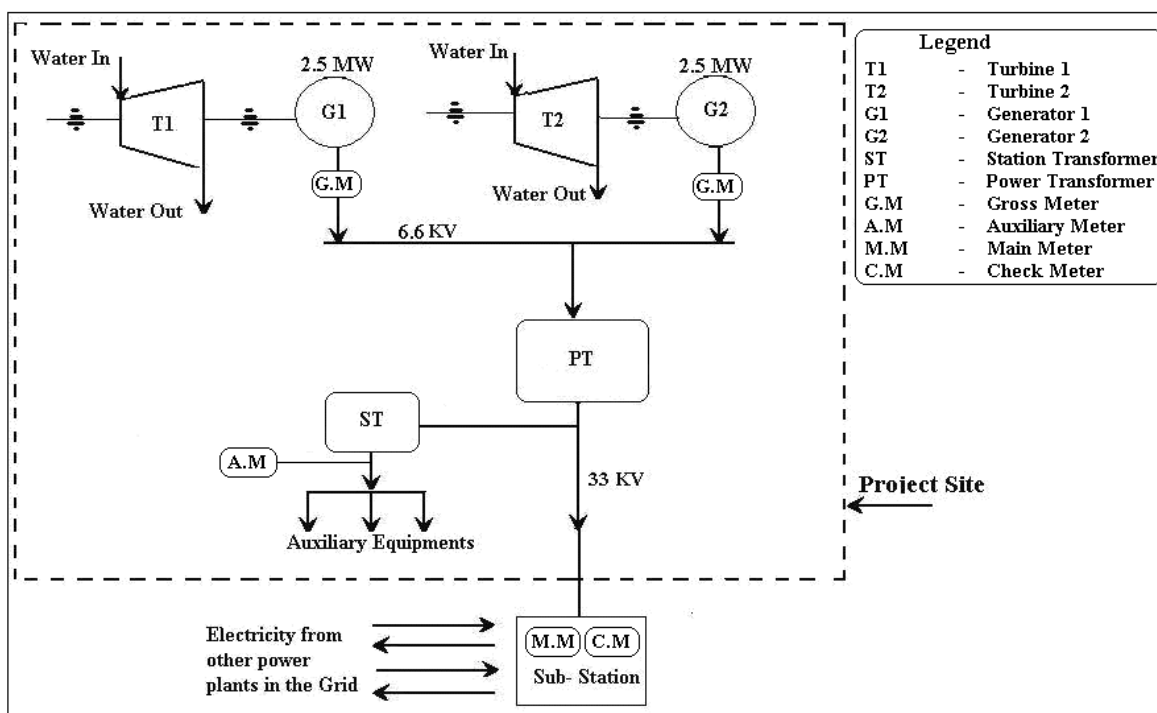 Water In
2.5 MW
T1
G1
G.M
Water Out
Water In
2.5 MW
T2
G2
G.M
Water Out
6.6 KV
PT
ST
A.M
33 KV
Auxiliary Equipments
Project Site
Electricity from
other power
plants in the Grid
M.M C.M
Sub- Station
Legend
T1 - Turbine 1
T2 - Turbine 2
G1 - Generator 1
G2 - Generator 2
ST - Station Transformer
PT - Power Transformer
G.M - Gross Meter
A.M - Auxiliary Meter
M.M - Main Meter
C.M - Check Meter